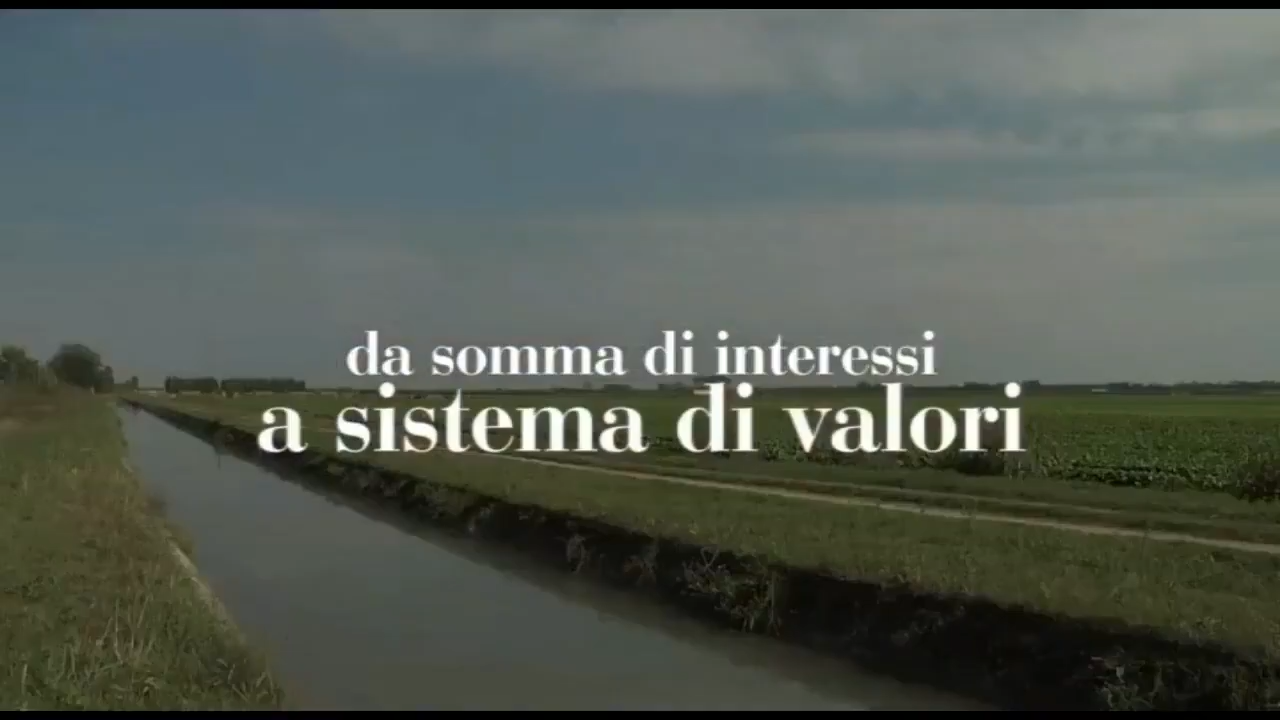 da somma di interessi
a sistema di valori